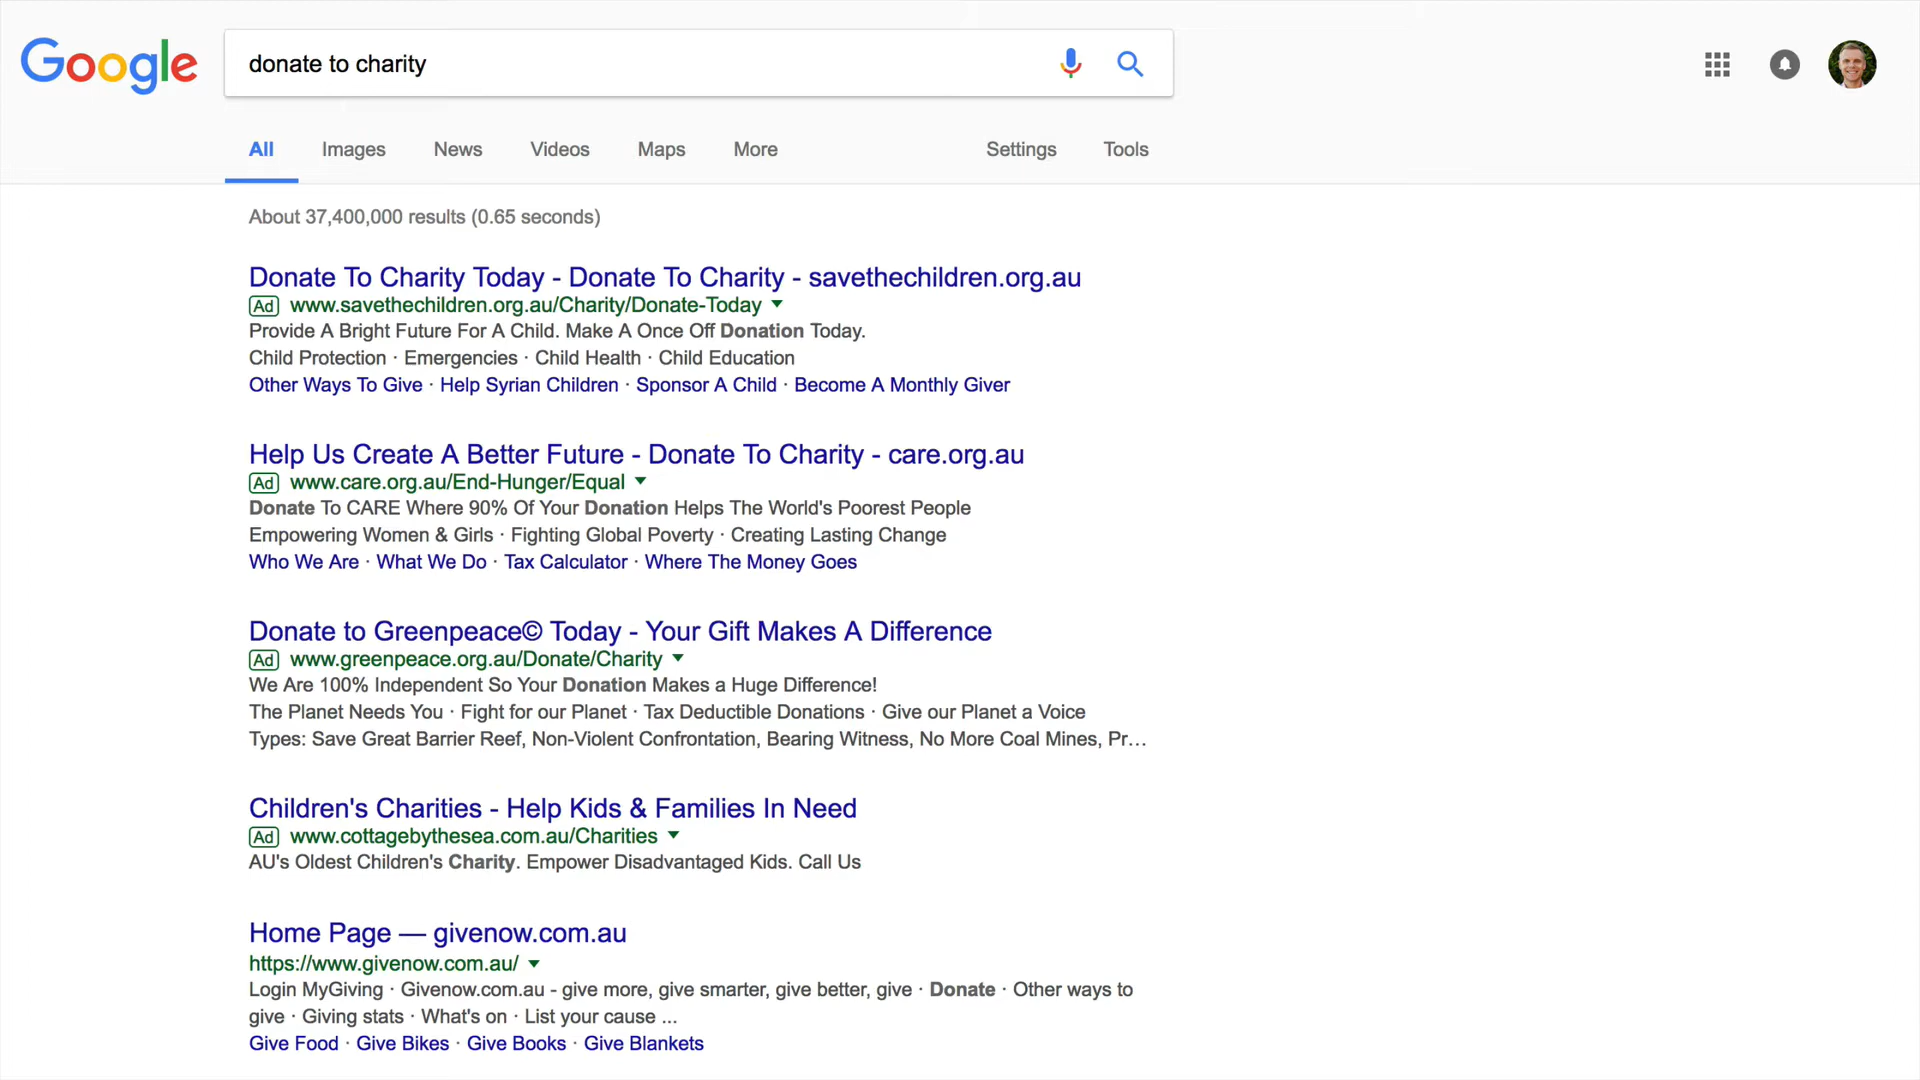 Google
donate to charity
All Images News Videos Maps More Settings Tools
About 37,400,000 results (0.65 seconds)
Donate To Charity Today - Donate To Charity - savethechildren.org.au
Ad www.savethechildren.org.au/Charity/Donate-Today
Provide A Bright Future For A Child. Make A Once Off Donation Today.
Child Protection · Emergencies · Child Health · Child Education
Other Ways To Give · Help Syrian Children · Sponsor A Child · Become A Monthly Giver
Help Us Create A Better Future - Donate To Charity - care.org.au
Ad www.care.org.au/End-Hunger/Equal
Donate To CARE Where 90% Of Your Donation Helps The World's Poorest People
Empowering Women & Girls · Fighting Global Poverty · Creating Lasting Change
Who We Are · What We Do · Tax Calculator · Where The Money Goes
Donate to Greenpeace© Today - Your Gift Makes A Difference
Ad www.greenpeace.org.au/Donate/Charity
We Are 100% Independent So Your Donation Makes a Huge Difference!
The Planet Needs You · Fight for our Planet · Tax Deductible Donations · Give our Planet a Voice
Types: Save Great Barrier Reef, Non-Violent Confrontation, Bearing Witness, No More Coal Mines, Pr...
Children's Charities - Help Kids & Families In Need
Ad www.cottagebythesea.com.au/Charities
AU's Oldest Children's Charity. Empower Disadvantaged Kids. Call Us
Home Page — givenow.com.au
https://www.givenow.com.au/
Login MyGiving · Givenow.com.au - give more, give smarter, give better, give · Donate · Other ways to
give · Giving stats · What's on · List your cause ...
Give Food · Give Bikes · Give Books · Give Blankets